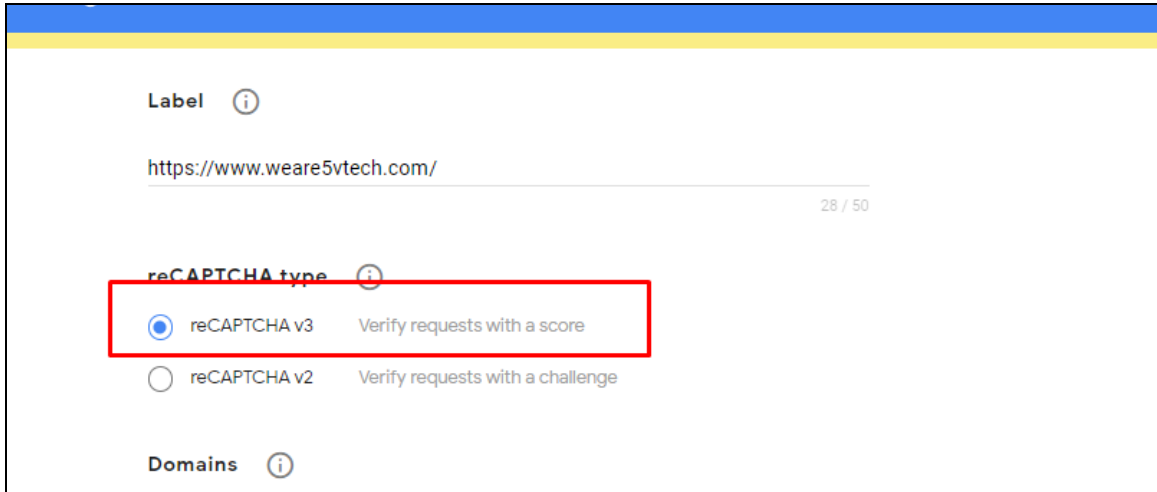 Label
https://www.weare5vtech.com/
28 / 50
reCAPTCHA type
reCAPTCHA v3 Verify requests with a score
reCAPTCHA v2 Verify requests with a challenge
Domains